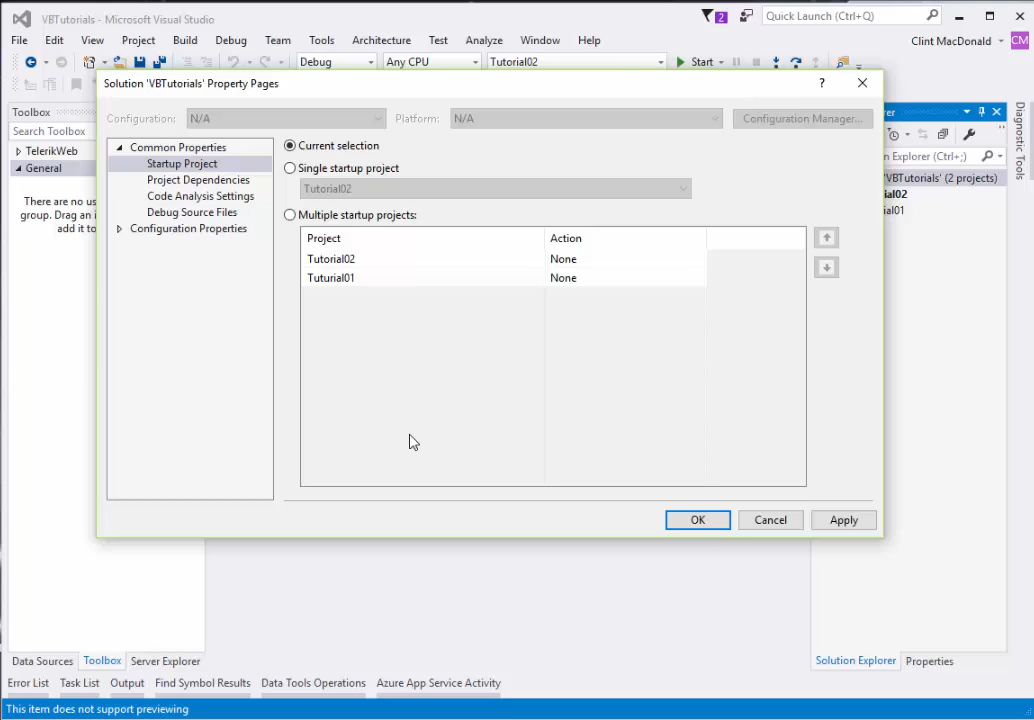 VBTutorials - Microsoft Visual Studio
2
Quick Launch (Ctrl+Q)
File Edit View Project Build Debug Team Tools Architecture Test Analyze Window Help
Clint MacDonald CM
Debug Any CPU Tutorial02 Start
Solution 'VBTutorials' Property Pages
?
Toolbox
Search Toolbox
TelerikWeb
General
There are no us
group. Drag an i
add it to
Configuration: N/A Platform: N/A Configuration Manager...
Common Properties
Startup Project
Project Dependencies
Code Analysis Settings
Debug Source Files
Configuration Properties
Current selection
Single startup project
Tutorial02
Multiple startup projects:
Project Action
Tutorial02 None
Tuturial01 None
OK Cancel Apply
rer
n Explorer (Ctrl+;)
'VBTutorials' (2 projects)
ial02
ial01
Diagnostic Tools
Data Sources Toolbox Server Explorer
Solution Explorer Properties
Error List Task List Output Find Symbol Results Data Tools Operations Azure App Service Activity
This item does not support previewing